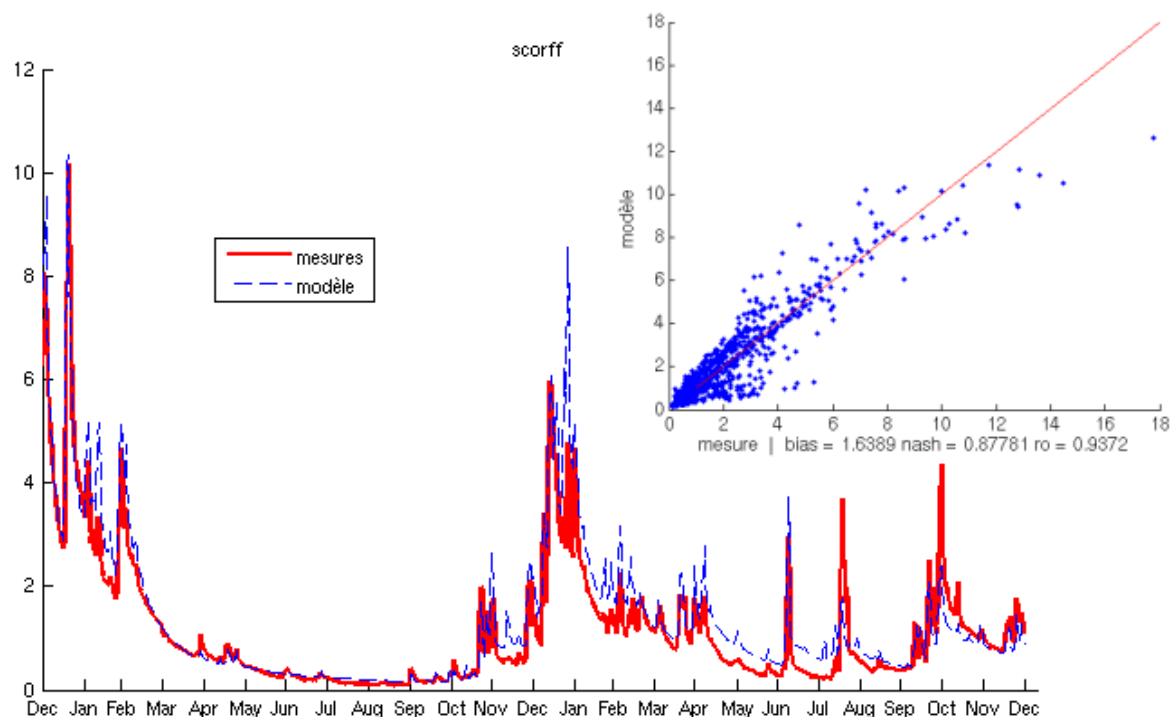 scorff
12
10
8
6
4
2
0
mesures
modèle
Dec Jan Feb Mar Apr May Jun Jul Aug Sep Oct Nov Dec Jan Feb Mar Apr May Jun Jul Aug Sep Oct Nov Dec
18
16
14
12
10
8
6
4
2
0
modèle
0 2 4 6 8 10 12 14 16 18
mesure | bias = 1.6389 nash = 0.87781 ro = 0.9372